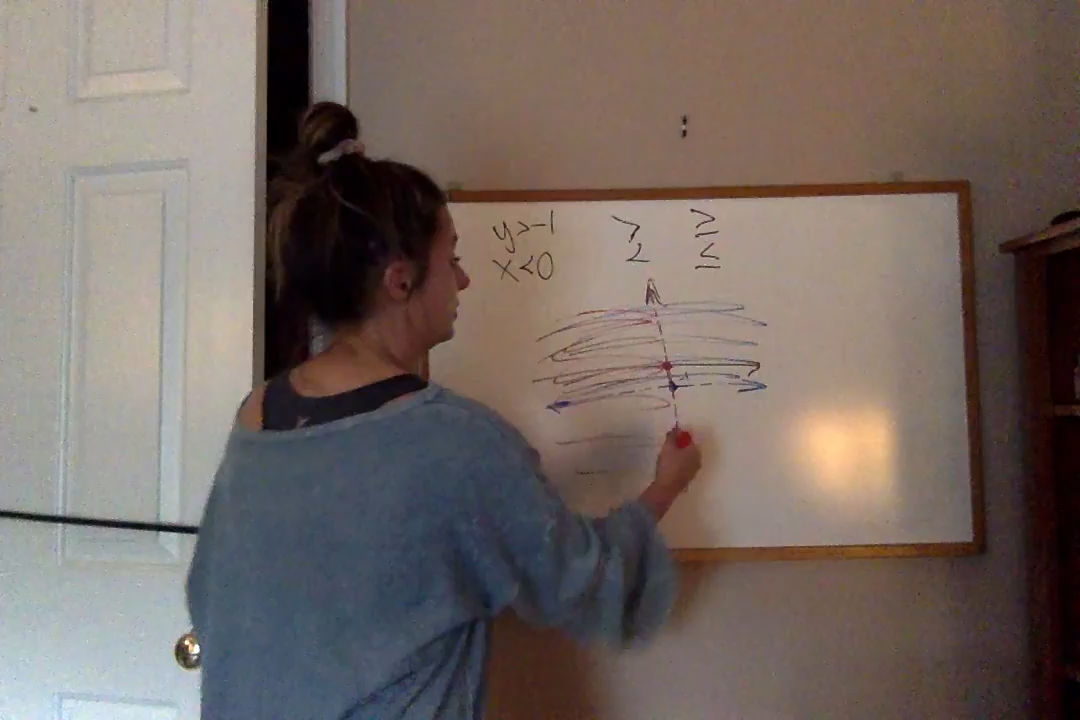 y>-1 > ≥
x<0 < ≤